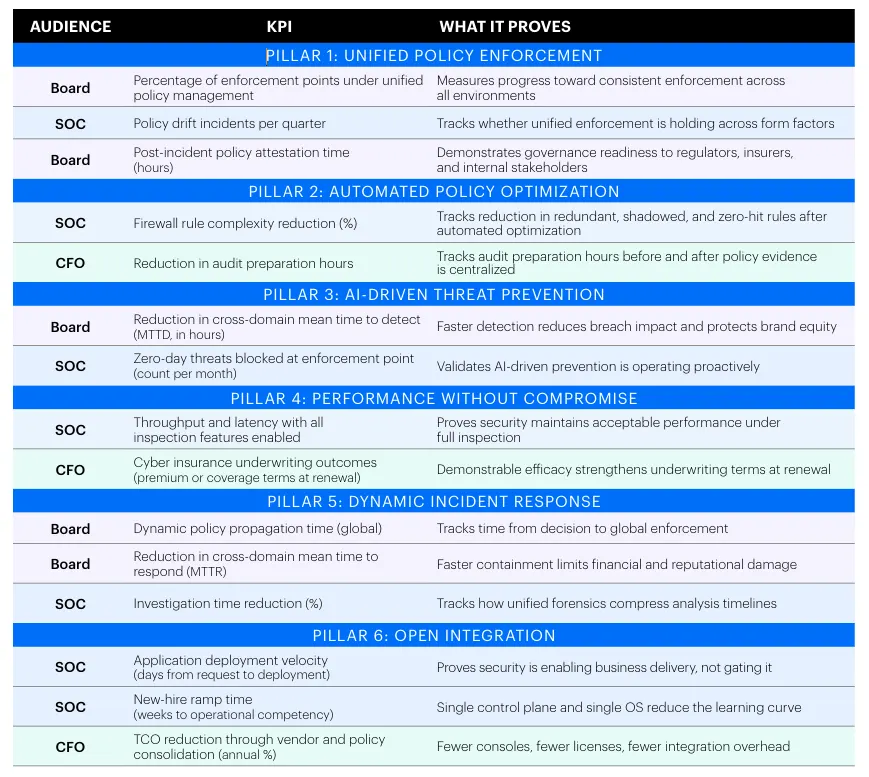 AUDIENCE KPI WHAT IT PROVES
PILLAR 1: UNIFIED POLICY ENFORCEMENT
Board
Percentage of enforcement points under unified
policy management
Measures progress toward consistent enforcement across
all environments
SOC
Policy drift incidents per quarter
Tracks whether unified enforcement is holding across form factors
Board
Post-incident policy attestation time
(hours)
Demonstrates governance readiness to regulators, insurers,
and internal stakeholders
PILLAR 2: AUTOMATED POLICY OPTIMIZATION
SOC
Firewall rule complexity reduction (%)
Tracks reduction in redundant, shadowed, and zero-hit rules after
automated optimization
CFO
Reduction in audit preparation hours
Tracks audit preparation hours before and after policy evidence
is centralized
PILLAR 3: AI-DRIVEN THREAT PREVENTION
Board
Reduction in cross-domain mean time to detect
(MTTD, in hours)
Faster detection reduces breach impact and protects brand equity
SOC
Zero-day threats blocked at enforcement point
(count per month)
Validates AI-driven prevention is operating proactively
PILLAR 4: PERFORMANCE WITHOUT COMPROMISE
SOC
Throughput and latency with all
inspection features enabled
Proves security maintains acceptable performance under
full inspection
CFO
Cyber insurance underwriting outcomes
(premium or coverage terms at renewal)
Demonstrable efficacy strengthens underwriting terms at renewal
PILLAR 5: DYNAMIC INCIDENT RESPONSE
Board
Dynamic policy propagation time (global)
Tracks time from decision to global enforcement
Board
Reduction in cross-domain mean time to
respond (MTTR)
Faster containment limits financial and reputational damage
SOC
Investigation time reduction (%)
Tracks how unified forensics compress analysis timelines
PILLAR 6: OPEN INTEGRATION
SOC
Application deployment velocity
(days from request to deployment)
Proves security is enabling business delivery, not gating it
SOC
New-hire ramp time
(weeks to operational competency)
Single control plane and single OS reduce the learning curve
CFO
TCO reduction through vendor and policy
consolidation (annual %)
Fewer consoles, fewer licenses, fewer integration overhead